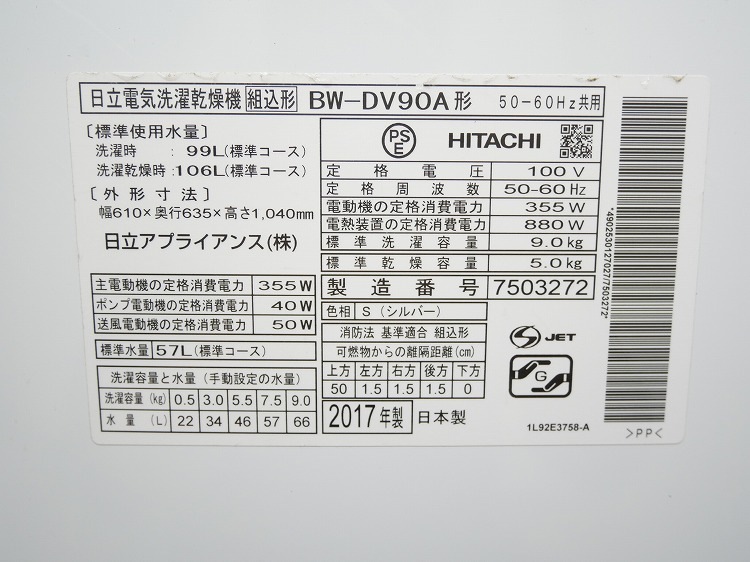 日立電気洗濯乾燥機 組込形 BW-DV90A形 50-60Hz共用
〔標準使用水量〕
洗濯時 : 99L(標準コース)
洗濯乾燥時:106L(標準コース)
〔外形寸法〕
幅610×奥行635×高さ1,040mm
日立アプライアンス(株)
主電動機の定格消費電力 355W
ポンプ電動機の定格消費電力 40W
送風電動機の定格消費電力 50W
標準水量 57L(標準コース)
洗濯容量と水量 (手動設定の水量)
洗濯容量(kg) 0.5 3.0 5.5 7.5 9.0
水量(L) 22 34 46 57 66
PSE HITACHI
定格電圧 100V
定格周波数 50-60Hz
電動機の定格消費電力 355W
電熱装置の定格消費電力 880W
標準洗濯容量 9.0kg
標準乾燥容量 5.0kg
製造番号 7503272
色相 S(シルバー)
消防法 基準適合 組込形
可燃物からの離隔距離(cm)
上方 左方 右方 後方 下方
50 1.5 1.5 1.5 0
2017年製 日本製
S JET
G
1L92E3758-A
*4902530127027/7503272*
>PP<